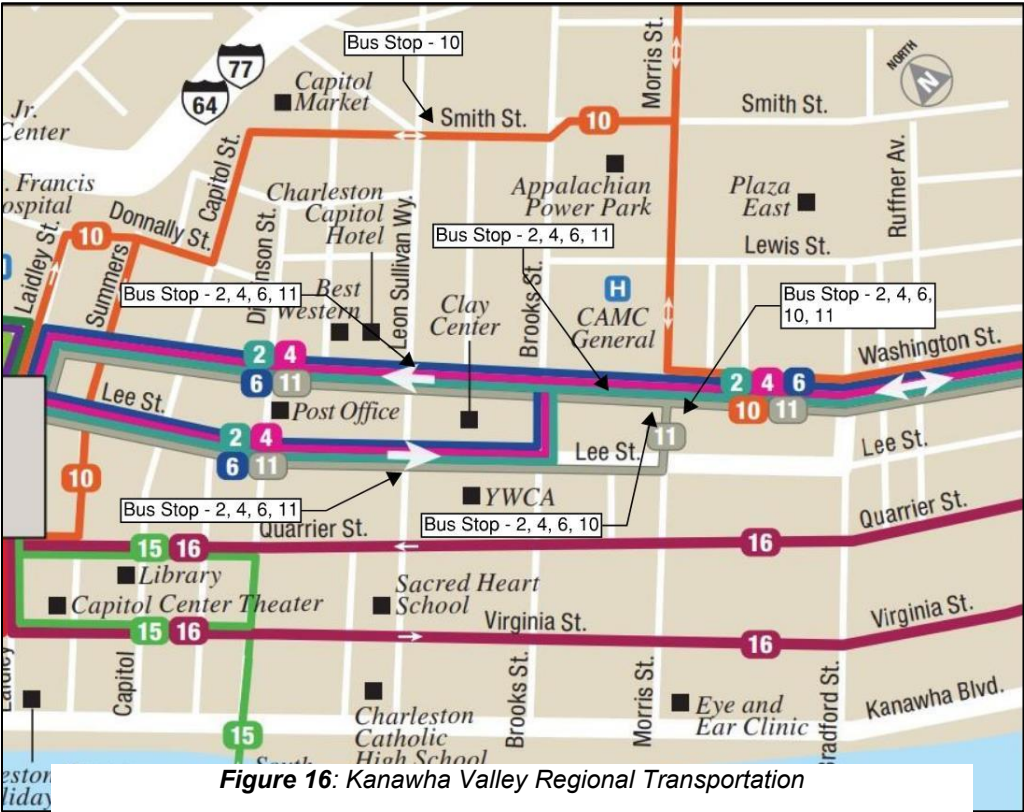 77
64
Bus Stop - 10
Capitol
Market
Smith St.
10
Morris St.
Smith St.
NORTH
N
Jr.
Center
Capitol St.
Charleston
Capitol
Hotel
Leon Sullivan Wy.
Appalachian
Power Park
Plaza
East
Ruffner Av.
. Francis
ospital
Donnally St.
Laidley St.
10
Summers
Bus Stop - 2, 4, 6, 11
Brooks St.
Lewis St.
Bus Stop - 2, 4, 6, 11
Best
Western
Clay
Center
H
CAMC
General
Bus Stop - 2, 4, 6,
10, 11
Washington St.
2 4
6 11
2 4 6
10 11
Lee St.
Post Office
2 4
6 11
11
Lee St.
Lee St.
10
Bus Stop - 2, 4, 6, 11
YWCA
Bus Stop - 2, 4, 6, 10
Quarrier St.
Quarrier St.
15 16
16
Library
Capitol Center Theater
Sacred Heart
School
Virginia St.
Virginia St.
15 16
16
Laidley
Capitol
Brooks St.
Morris St.
Eye and
Ear Clinic
Kanawha Blvd.
15
Charleston
Catholic
High School
Figure 16: Kanawha Valley Regional Transportation